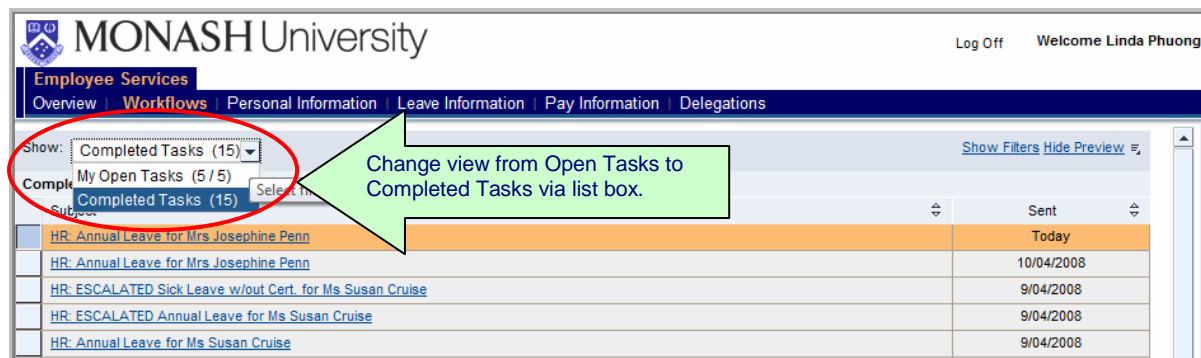 MONASH University
Log Off Welcome Linda Phuong
Employee Services
Overview | Workflows | Personal Information | Leave Information | Pay Information | Delegations
Show: Completed Tasks (15)
Show Filters Hide Preview
My Open Tasks (5 / 5)
Completed Tasks (15)
Select
Change view from Open Tasks to
Completed Tasks via list box.
Subject Sent
HR: Annual Leave for Mrs Josephine Penn Today
HR: Annual Leave for Mrs Josephine Penn 10/04/2008
HR: ESCALATED Sick Leave w/out Cert. for Ms Susan Cruise 9/04/2008
HR: ESCALATED Annual Leave for Ms Susan Cruise 9/04/2008
HR: Annual Leave for Ms Susan Cruise 9/04/2008